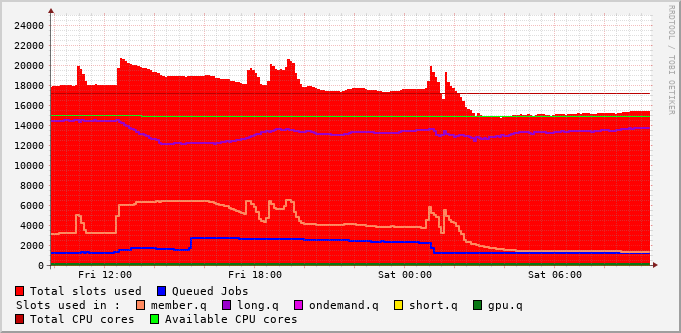 RRDTOOL / TOBI OETIKER
24000
22000
20000
18000
16000
14000
12000
10000
8000
6000
4000
2000
0
Fri 12:00 Fri 18:00 Sat 00:00 Sat 06:00
Total slots used Queued Jobs
Slots used in : member.q long.q ondemand.q short.q gpu.q
Total CPU cores Available CPU cores